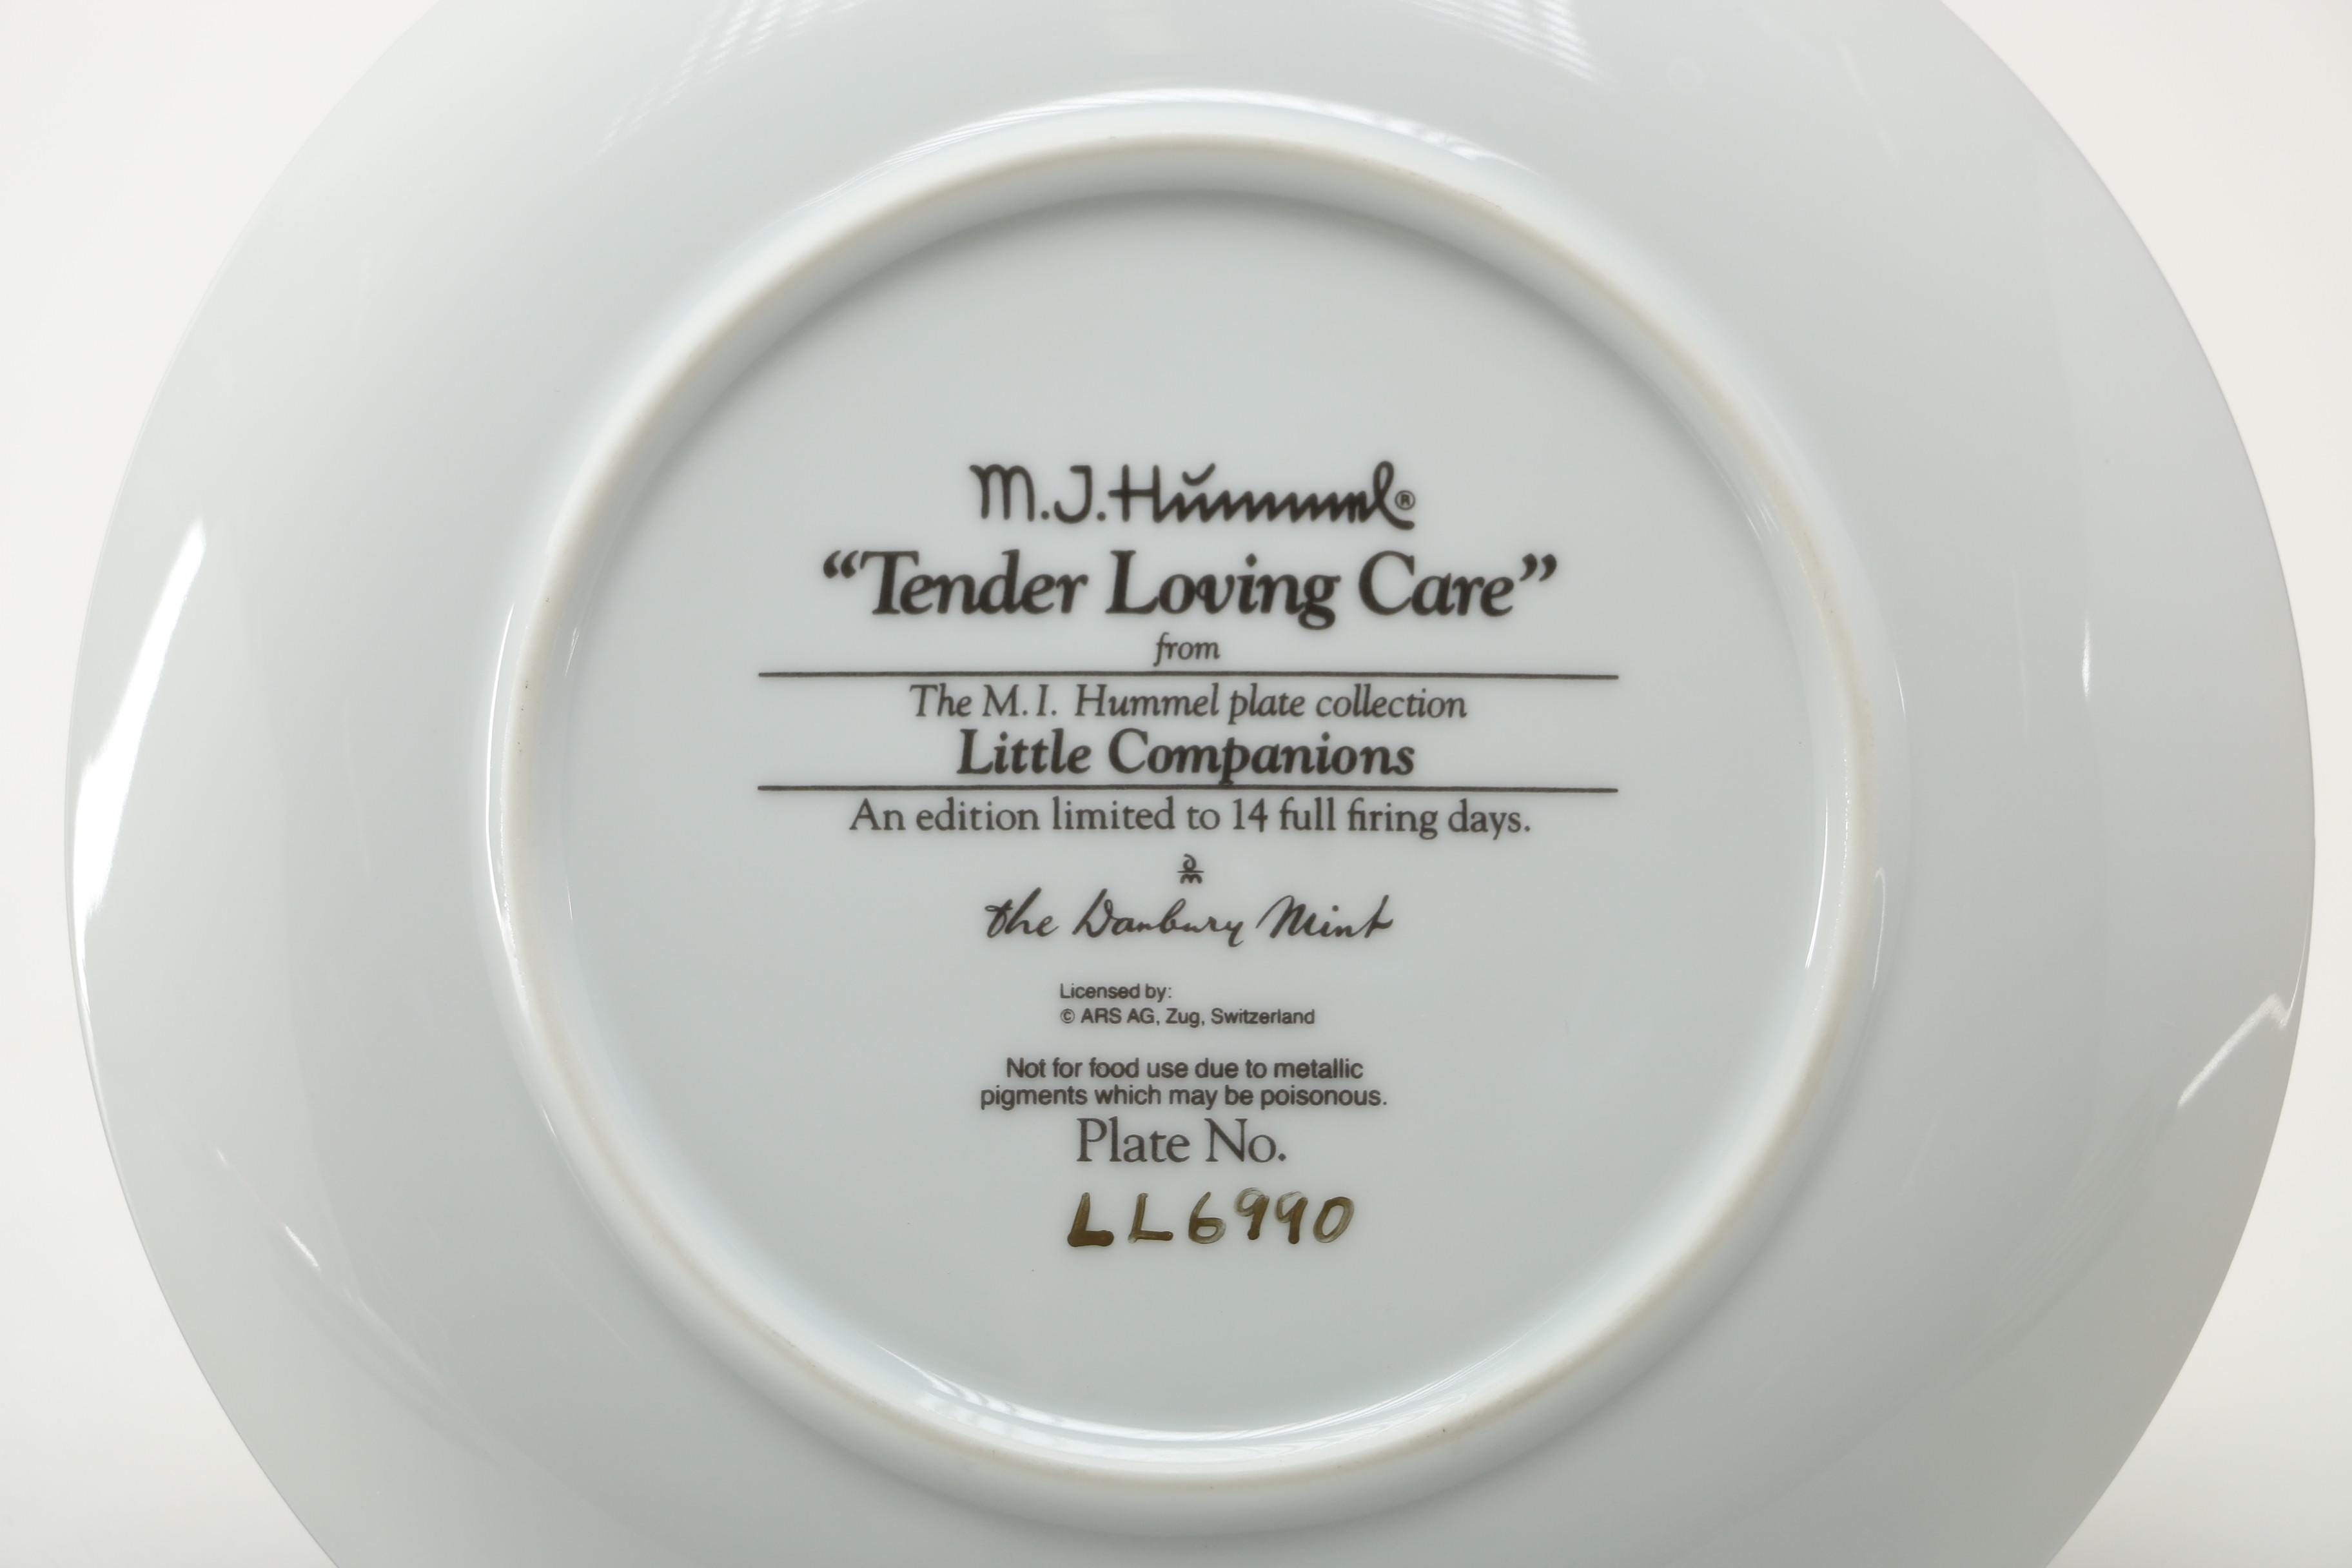 M.J.Hummel®
“Tender Loving Care”
from
The M. I. Hummel plate collection
Little Companions
An edition limited to 14 full firing days.
the Danbury Mint
Licensed by:
© ARS AG, Zug, Switzerland
Not for food use due to metallic
pigments which may be poisonous.
Plate No.
LL6990